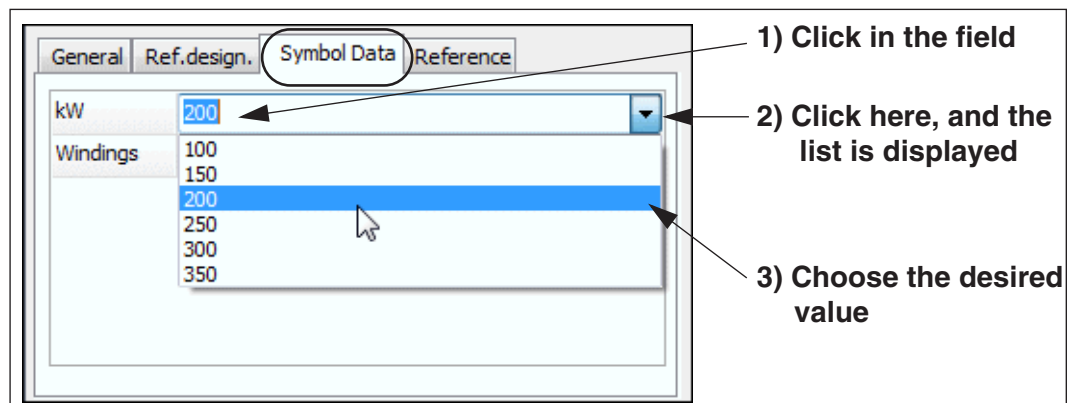 General Ref.design. Symbol Data Reference
1) Click in the field
kW 200
2) Click here, and the
list is displayed
Windings
100
150
200
250
300
350
3) Choose the desired
value